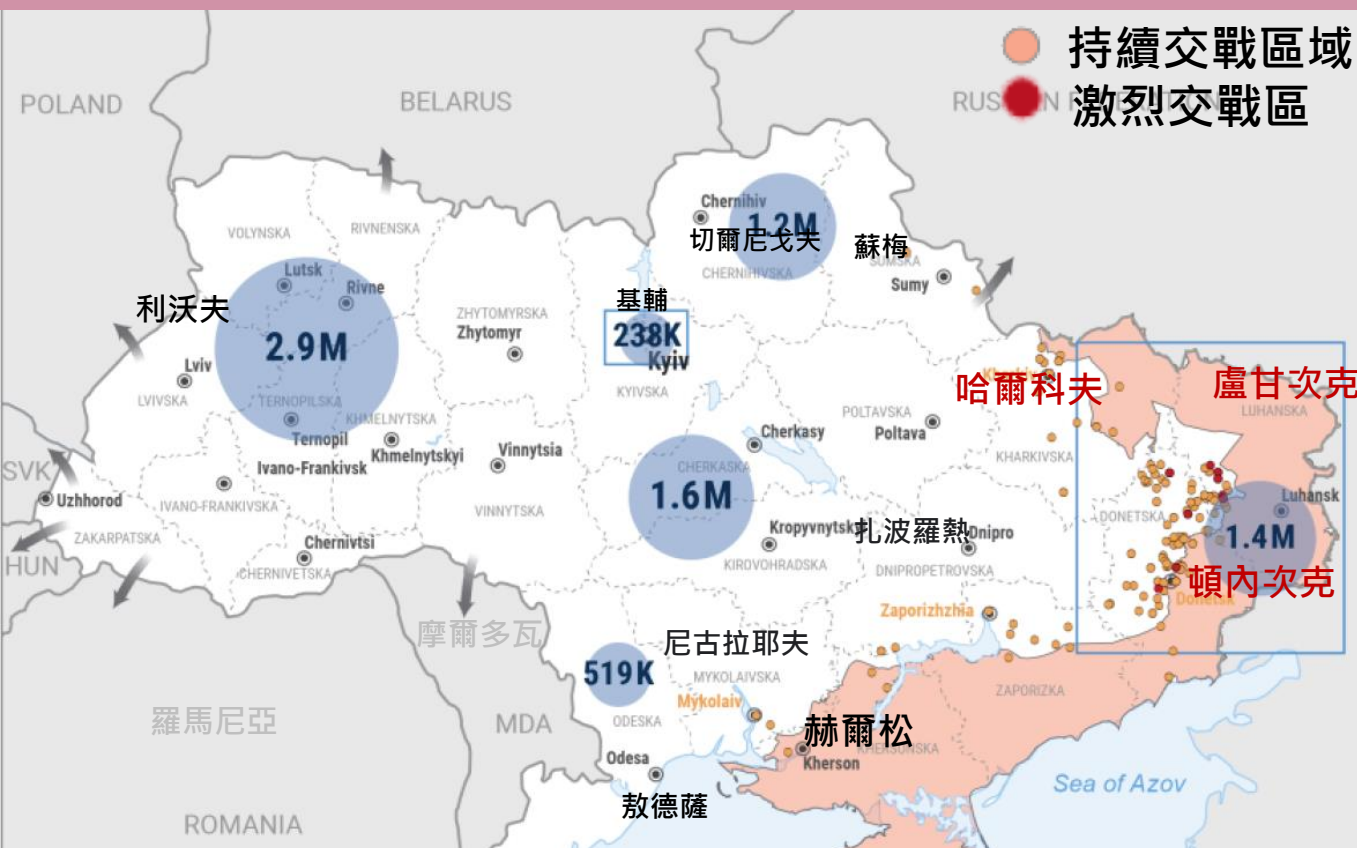 持續交戰區域
POLAND
BELARUS
激烈交戰區
Chernihiv
1.2M
切爾尼戈夫
蘇梅
VOLYNSKA
RIVNENSKA
CHERNIHIVSKA
SUMSKA
Sumy
Lutsk
Rivne
利沃夫
基輔
ZHYTOMYRSKA
Zhytomyr
238K
Kyiv
2.9M
Lviv
LVIVSKA
TERNOPILSKA
KYIVSKA
哈爾科夫
盧甘次克
LUHANSKA
KHMELNYTSKA
POLTAVSKA
Poltava
Ternopil
Khmelnytskyi
Vinnytsia
Cherkasy
CHERKASKA
KHARKIVSKA
Ivano-Frankivsk
SVK
Uzhhorod
IVANO-FRANKIVSKA
VINNYTSKA
1.6M
Luhansk
DONETSKA
1.4M
ZAKARPATSKA
Chernivtsi
扎波羅熱
Dnipro
HUN
CHERNIVETSKA
KIROVOHRADSKA
DNIPROPETROVSKA
頓內次克
Donetsk
Zaporizhzhia
摩爾多瓦
尼古拉耶夫
519K
MYKOLAIVSKA
Mykolaiv
ZAPORIZKA
羅馬尼亞
MDA
ODESKA
赫爾松
KHERSONSKA
Odesa
Kherson
Sea of Azov
敖德薩
ROMANIA